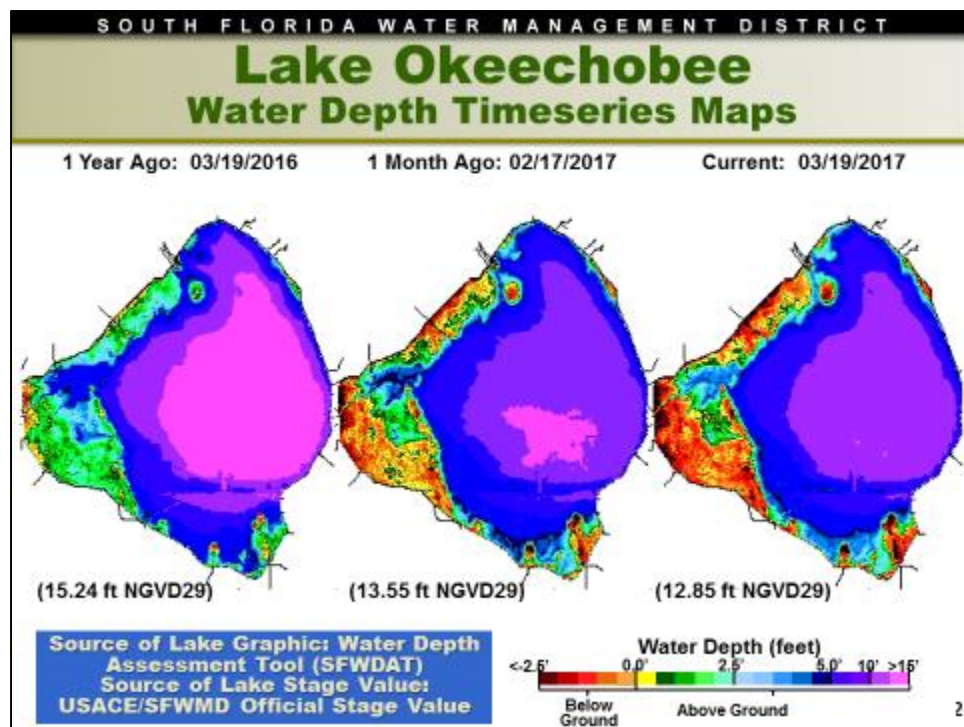 SOUTH FLORIDA WATER MANAGEMENT DISTRICT
Lake Okeechobee
Water Depth Timeseries Maps
1 Year Ago: 03/19/2016
1 Month Ago: 02/17/2017
Current: 03/19/2017
(15.24 ft NGVD29)
(13.55 ft NGVD29)
(12.85 ft NGVD29)
Source of Lake Graphic: Water Depth
Assessment Tool (SFWDAT)
Source of Lake Stage Value:
USACE/SFWMD Official Stage Value
Water Depth (feet)
<-2.5' 0.0' 2.5' 5.0' 10' >15'
Below
Ground
Above Ground
2